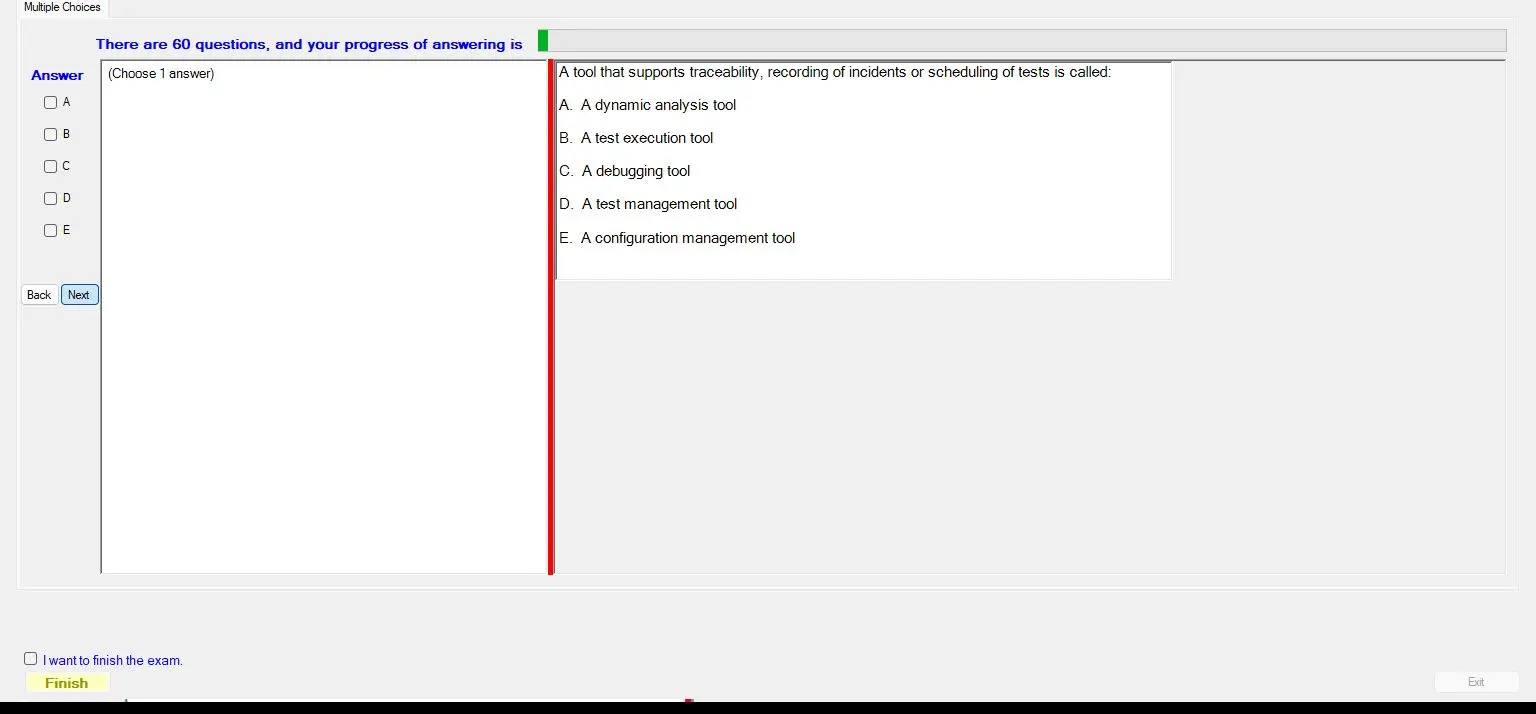 Multiple Choices
There are 60 questions, and your progress of answering is
Answer
(Choose 1 answer)
A
B
C
D
E
Back
Next
A tool that supports traceability, recording of incidents or scheduling of tests is called:
A. A dynamic analysis tool
B. A test execution tool
C. A debugging tool
D. A test management tool
E. A configuration management tool
I want to finish the exam.
Finish
Exit